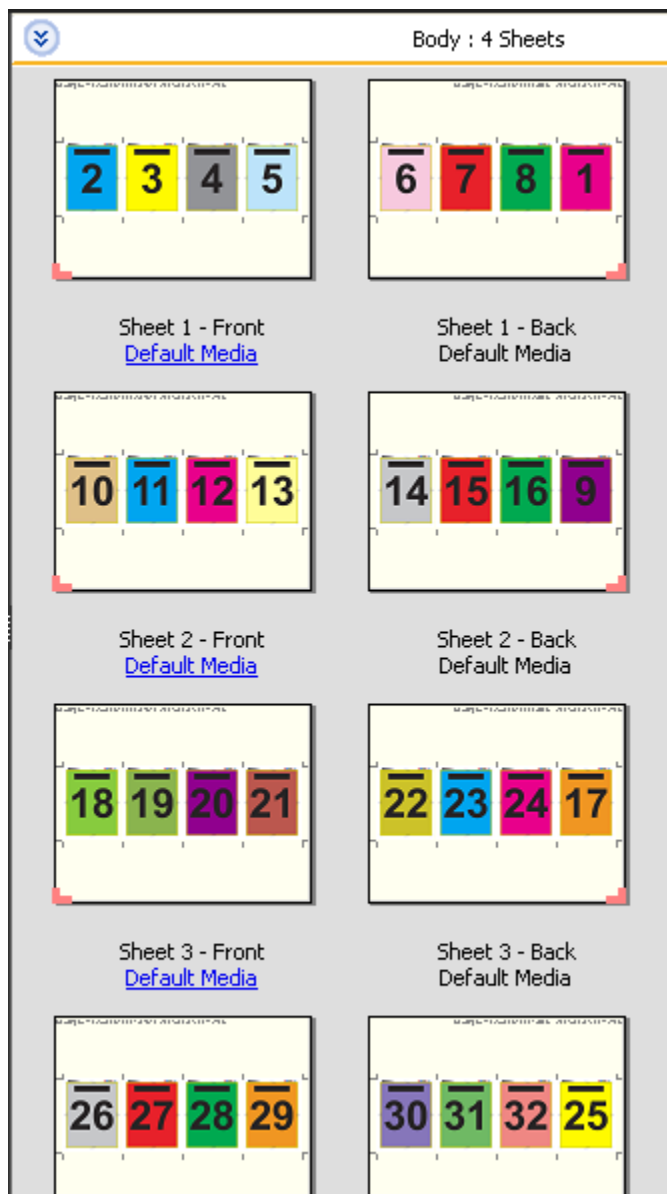 Body : 4 Sheets
2 3 4 5
6 7 8 1
Sheet 1 - Front
Default Media
Sheet 1 - Back
Default Media
10 11 12 13
14 15 16 9
Sheet 2 - Front
Default Media
Sheet 2 - Back
Default Media
18 19 20 21
22 23 24 17
Sheet 3 - Front
Default Media
Sheet 3 - Back
Default Media
26 27 28 29
30 31 32 25